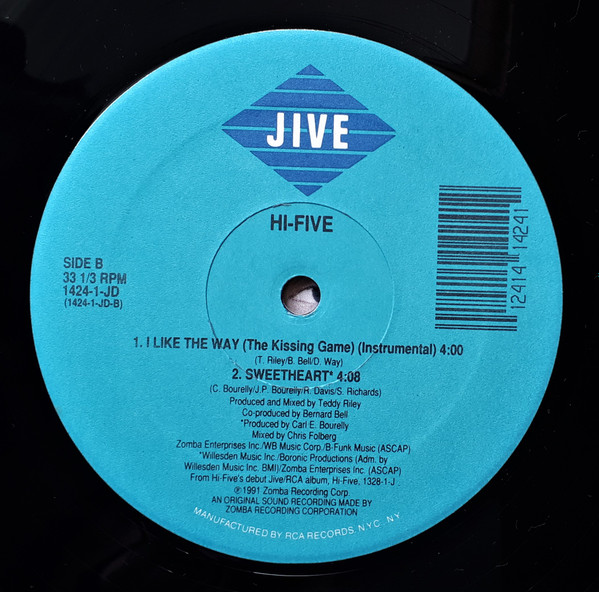 JIVE
HI-FIVE
SIDE B
33 1/3 RPM
1424-1-JD
(1424-1-JD-B)
12414 14241
1. I LIKE THE WAY (The Kissing Game) (Instrumental) 4:00
(T. Riley/B. Bell/D. Way)
2. SWEETHEART* 4:08
(C. Bourelly/J.P. Bourelly/R. Davis/S. Richards)
Produced and Mixed by Teddy Riley
Co-produced by Bernard Bell
*Produced by Carl E. Bourelly
Mixed by Chris Folberg
Zomba Enterprises Inc./WB Music Corp./B-Funk Music (ASCAP)
*Willesden Music Inc./Boronic Productions (Adm. by
Willesden Music Inc. BMI)/Zomba Enterprises Inc. (ASCAP)
From Hi-Five's debut Jive/RCA album, Hi-Five, 1328-1-J
℗1991 Zomba Recording Corp.
AN ORIGINAL SOUND RECORDING MADE BY
ZOMBA RECORDING CORPORATION
MANUFACTURED BY RCA RECORDS, NYC, NY